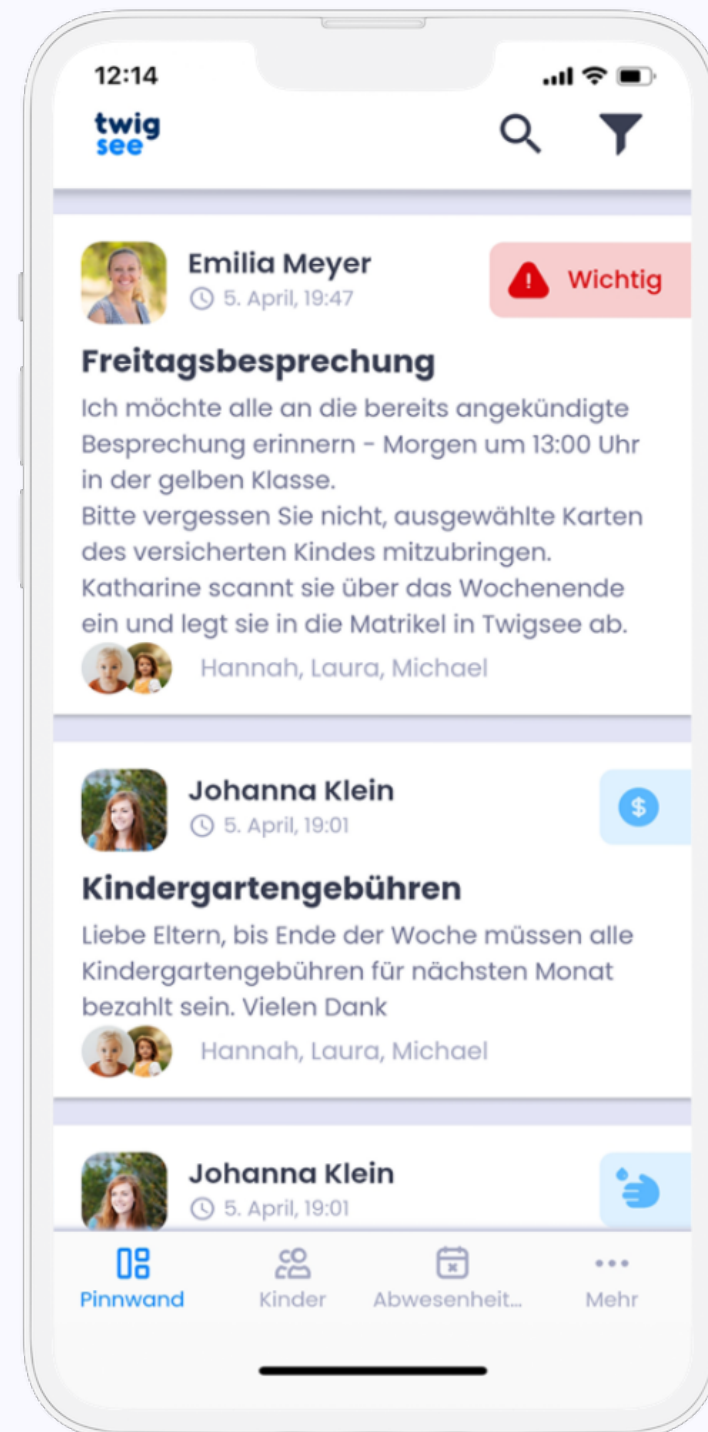 12:14
twig
see
Emilia Meyer
5. April, 19:47
Wichtig
Freitagsbesprechung
Ich möchte alle an die bereits angekündigte
Besprechung erinnern - Morgen um 13:00 Uhr
in der gelben Klasse.
Bitte vergessen Sie nicht, ausgewählte Karten
des versicherten Kindes mitzubringen.
Katharine scannt sie über das Wochenende
ein und legt sie in die Matrikel in Twigsee ab.
Hannah, Laura, Michael
Johanna Klein
5. April, 19:01
$
Kindergartengebühren
Liebe Eltern, bis Ende der Woche müssen alle
Kindergartengebühren für nächsten Monat
bezahlt sein. Vielen Dank
Hannah, Laura, Michael
Johanna Klein
5. April, 19:01
Pinnwand
Kinder
Abwesenheit...
Mehr